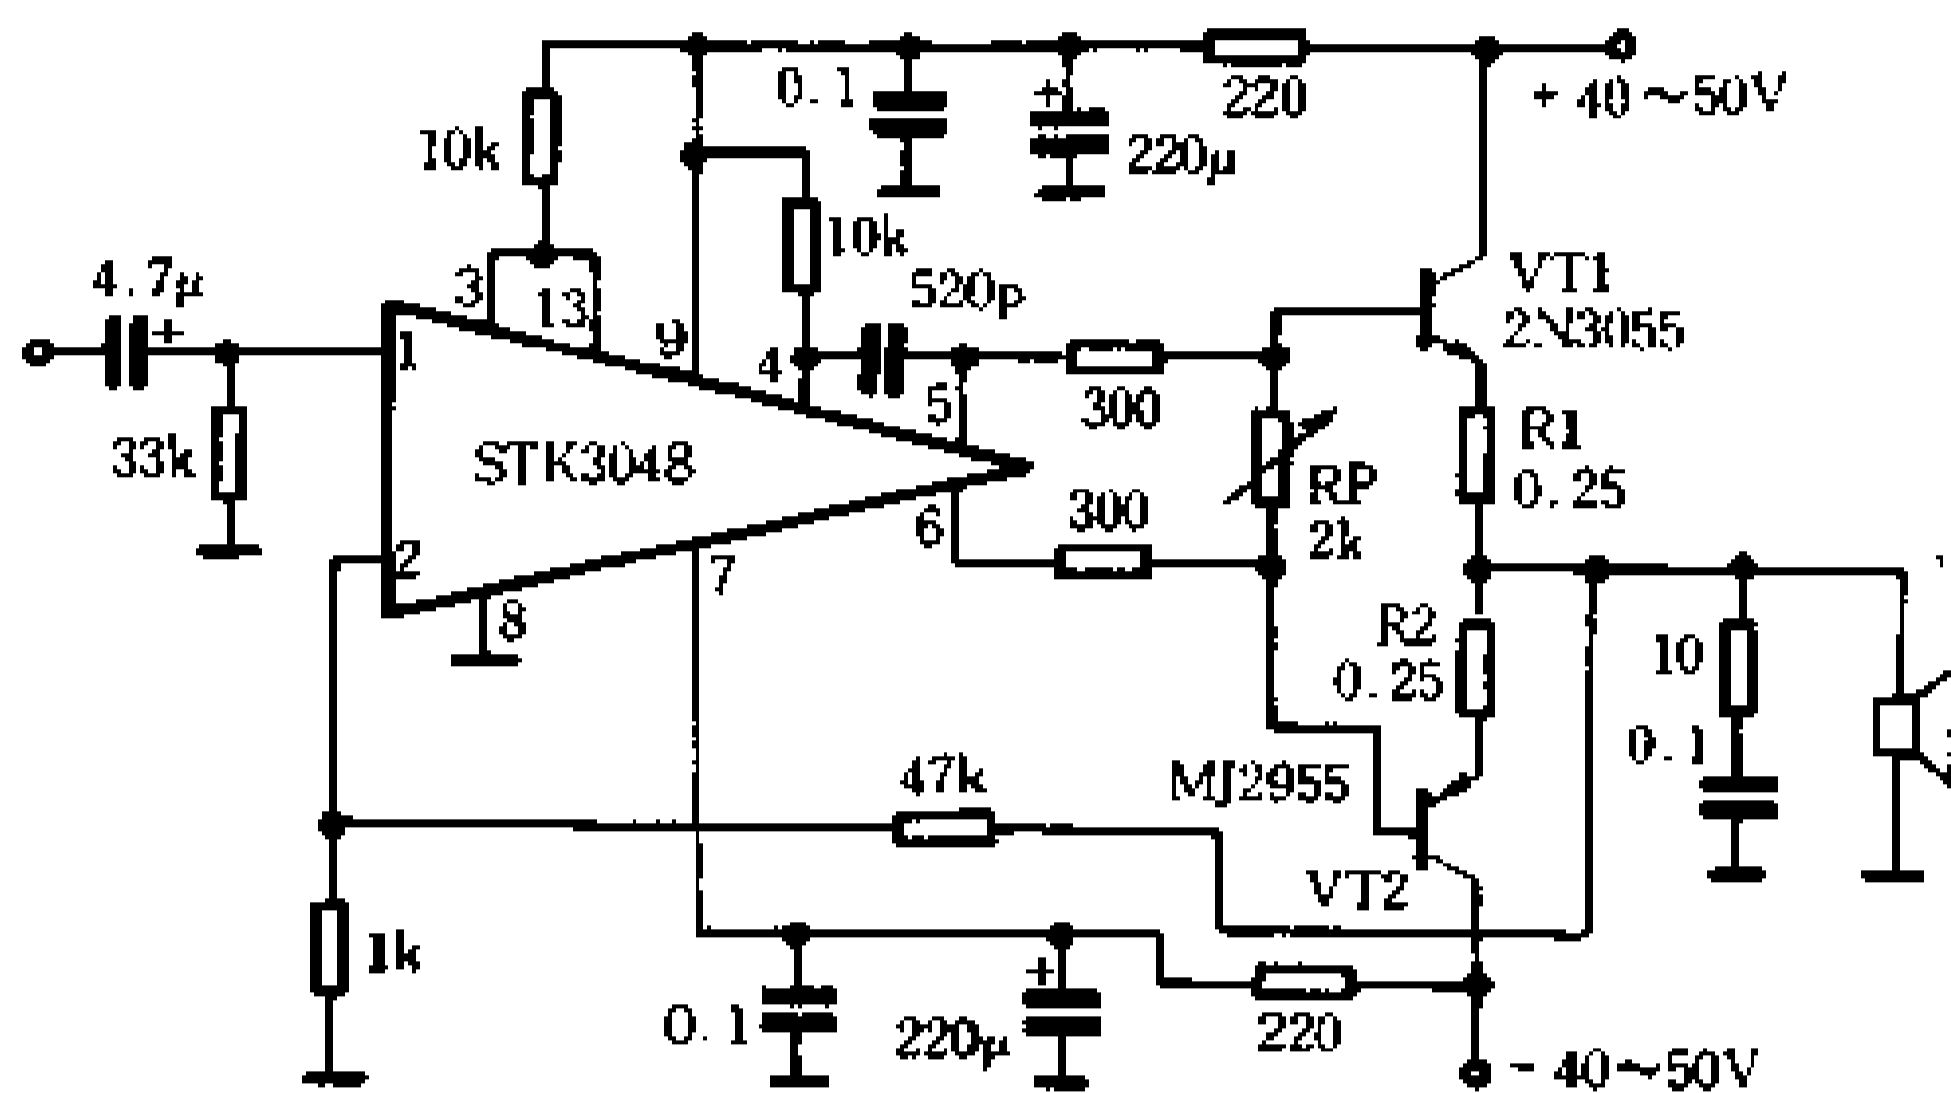 0.1
220
+ 40～50V
+
10k
220μ
10k
4.7μ
3
13
520p
VT1
+
2N3055
1
9
4
5
300
R1
33k
STK3048
RP
0.25
300
6
2k
2
7
8
R2
0.25
10
0.1
47k
MJ2955
VT2
1k
+
0.1
220μ
220
- 40～50V